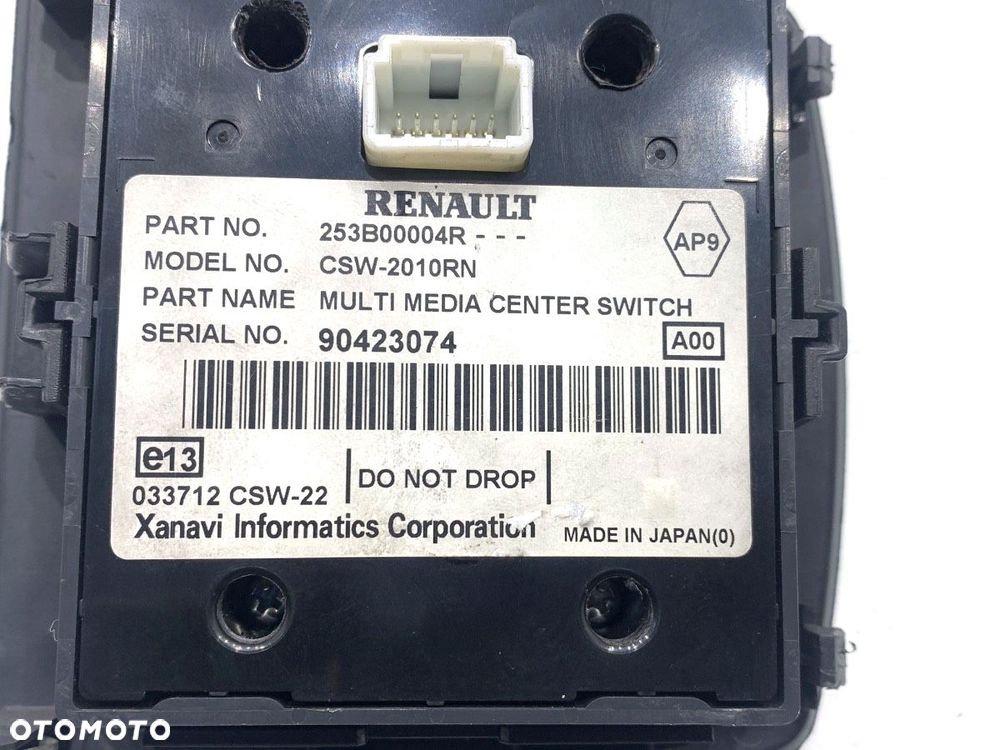 RENAULT
PART NO. 253B00004R - - -
MODEL NO. CSW-2010RN
AP9
PART NAME MULTI MEDIA CENTER SWITCH
SERIAL NO. 90423074
A00
e13
033712 CSW-22
DO NOT DROP
Xanavi Informatics Corporation
MADE IN JAPAN(0)
OTOMOTO